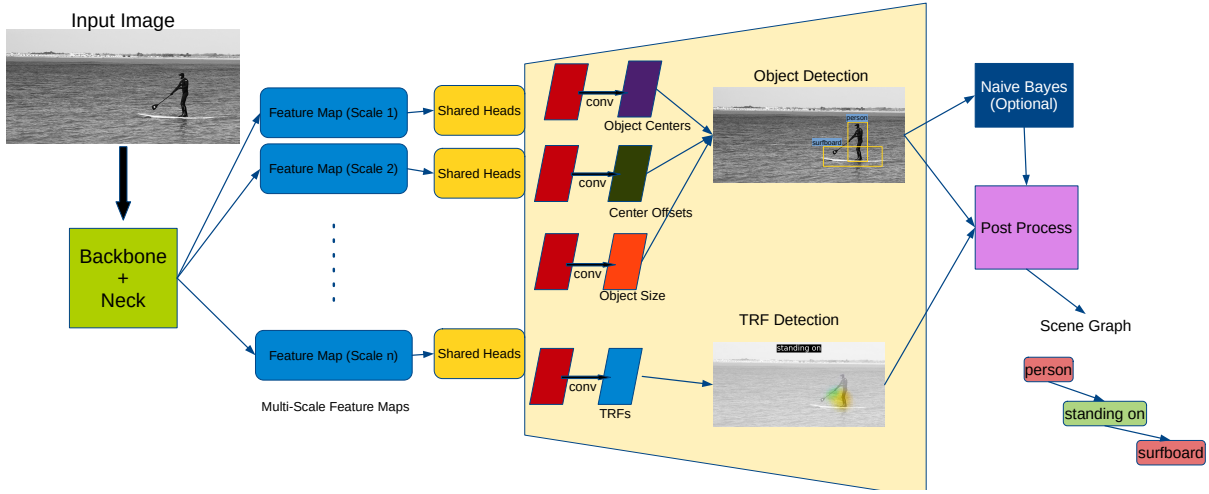 Input Image
Backbone
+
Neck
Feature Map (Scale 1)
Feature Map (Scale 2)
Feature Map (Scale n)
Multi-Scale Feature Maps
Shared Heads
Shared Heads
Shared Heads
conv
Object Centers
conv
Center Offsets
conv
Object Size
conv
TRFs
Object Detection
person
surfboard
TRF Detection
standing on
Naive Bayes
(Optional)
Post Process
Scene Graph
person
standing on
surfboard